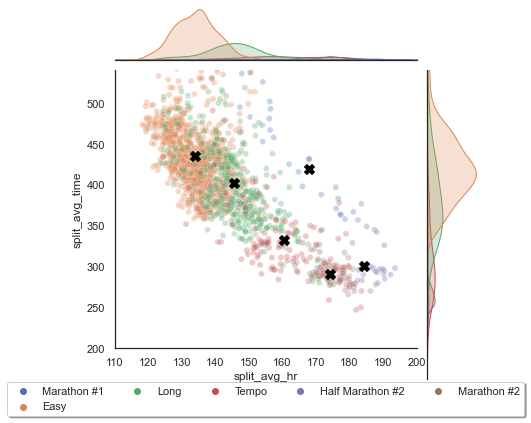 500
450
400
350
300
250
200
split_avg_time
110 120 130 140 150 160 170 180 190 200
split_avg_hr
Marathon #1 Long Tempo Half Marathon #2 Marathon #2
Easy